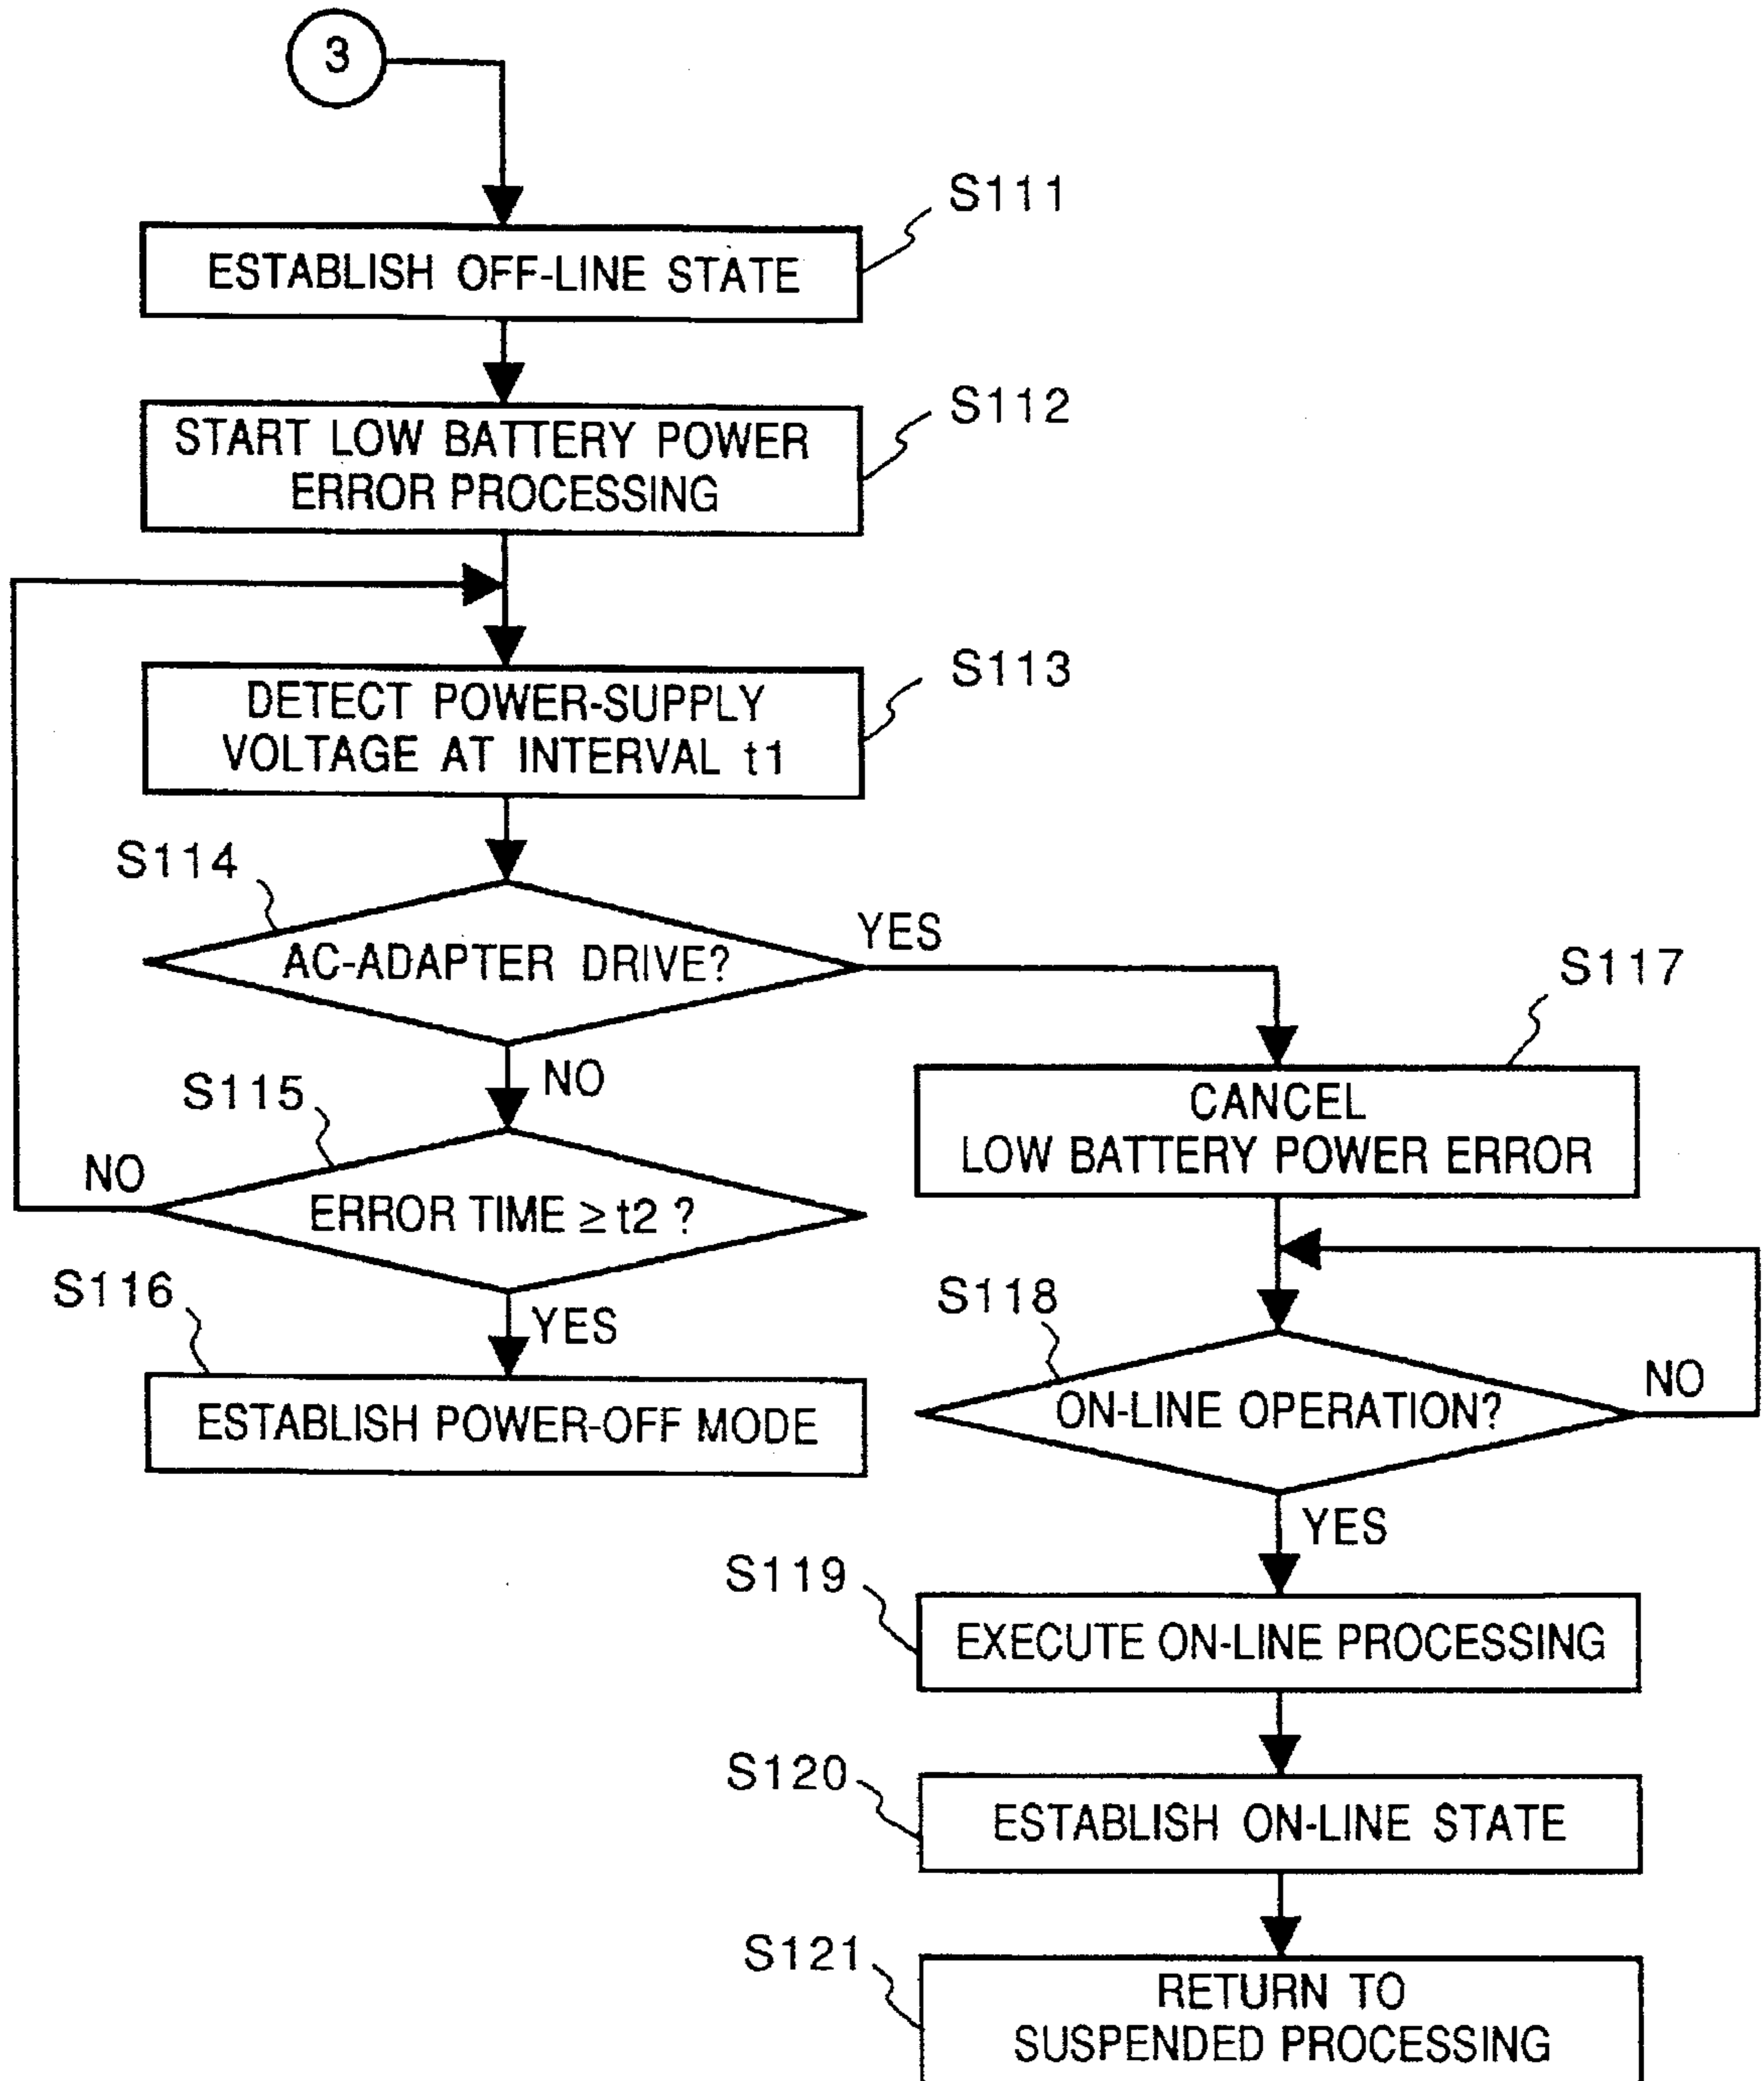 3
S111
ESTABLISH OFF-LINE STATE
S112
START LOW BATTERY POWER
ERROR PROCESSING
S113
DETECT POWER-SUPPLY
VOLTAGE AT INTERVAL t1
S114
AC-ADAPTER DRIVE?
YES
NO
S115
ERROR TIME ≥ t2 ?
NO
YES
S116
ESTABLISH POWER-OFF MODE
S117
CANCEL
LOW BATTERY POWER ERROR
S118
ON-LINE OPERATION?
NO
YES
S119
EXECUTE ON-LINE PROCESSING
S120
ESTABLISH ON-LINE STATE
S121
RETURN TO
SUSPENDED PROCESSING